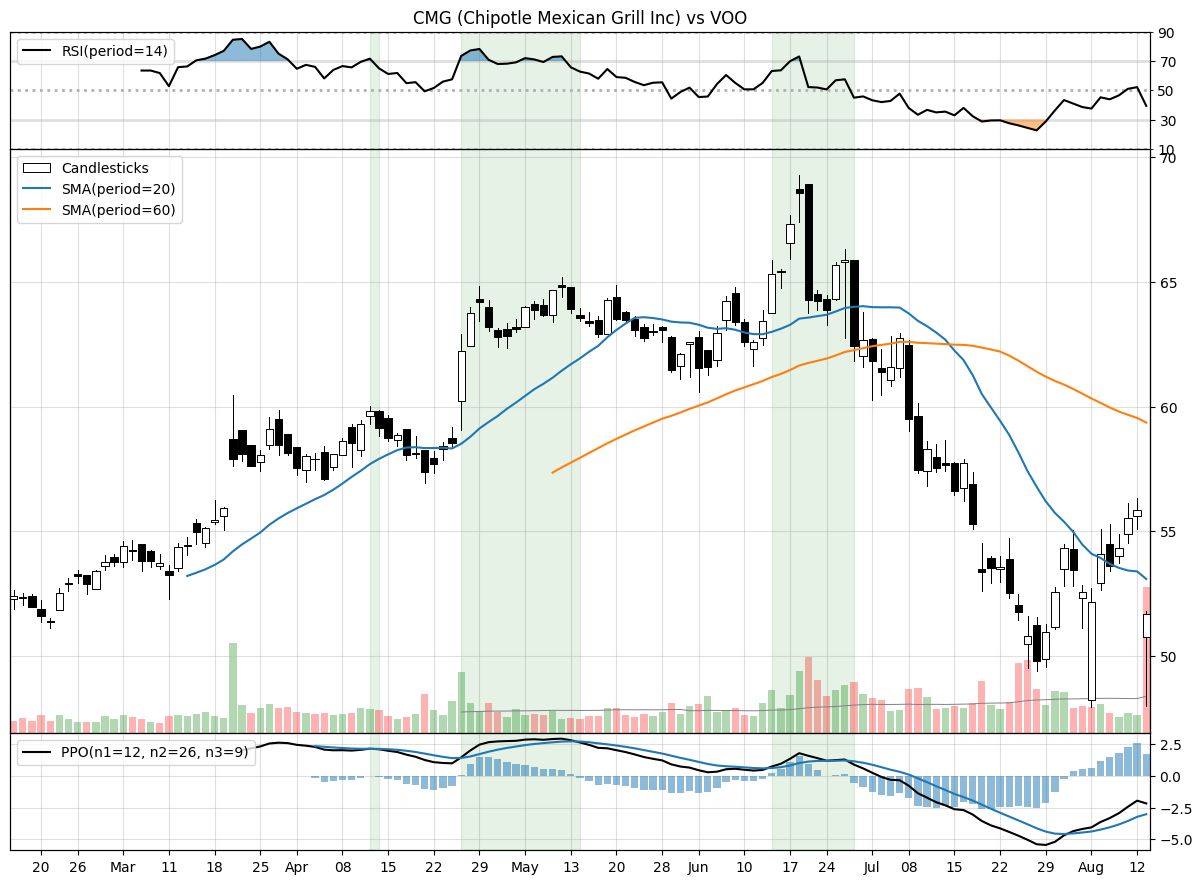 CMG (Chipotle Mexican Grill Inc) vs VOO
RSI(period=14)
90
70
50
30
10
Candlesticks
SMA(period=20)
SMA(period=60)
70
65
60
55
50
PPO(n1=12, n2=26, n3=9)
2.5
0.0
−2.5
−5.0
20 26 Mar 11 18 25 Apr 08 15 22 29 May 13 20 28 Jun 10 17 24 Jul 08 15 22 29 Aug 12